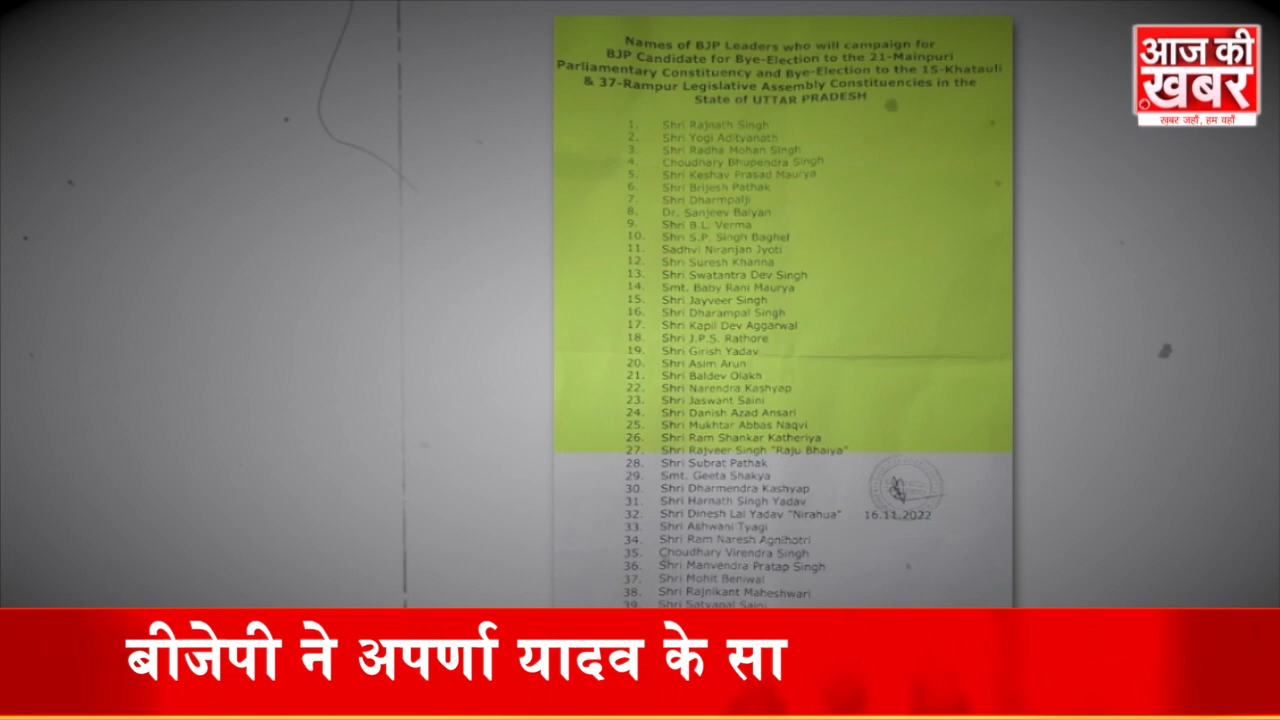 Names of BJP Leaders who will campaign for
BJP Candidate for Bye-Election to the 21-Mainpuri
Parliamentary Constituency and Bye-Election to the 15-Khatauli
& 37-Rampur Legislative Assembly Constituencies in the
State of UTTAR PRADESH
आज की
खबर
खबर जहाँ, हम वहाँ
1. Shri Rajnath Singh
2. Shri Yogi Adityanath
3. Shri Radha Mohan Singh
4. Choudhary Bhupendra Singh
5. Shri Keshav Prasad Maurya
6. Shri Brijesh Pathak
7. Shri Dharmpalji
8. Dr. Sanjeev Balyan
9. Shri B.L. Verma
10. Shri S.P. Singh Baghel
11. Sadhvi Niranjan Jyoti
12. Shri Suresh Khanna
13. Shri Swatantra Dev Singh
14. Smt. Baby Rani Maurya
15. Shri Jayveer Singh
16. Shri Dharampal Singh
17. Shri Kapil Dev Aggarwal
18. Shri J.P.S. Rathore
19. Shri Girish Yadav
20. Shri Asim Arun
21. Shri Baldev Olakh
22. Shri Narendra Kashyap
23. Shri Jaswant Saini
24. Shri Danish Azad Ansari
25. Shri Mukhtar Abbas Naqvi
26. Shri Ram Shankar Katheriya
27. Shri Rajveer Singh "Raju Bhaiya"
28. Shri Subrat Pathak
29. Smt. Geeta Shakya
30. Shri Dharmendra Kashyap
31. Shri Harnath Singh Yadav
32. Shri Dinesh Lal Yadav "Nirahua" 16.11.2022
33. Shri Ashwani Tyagi
34. Shri Ram Naresh Agnihotri
35. Choudhary Virendra Singh
36. Shri Manvendra Pratap Singh
37. Shri Mohit Beniwal
38. Shri Rajnikant Maheshwari
39. Shri Satyapal Saini
बीजेपी ने अपर्णा यादव के सा